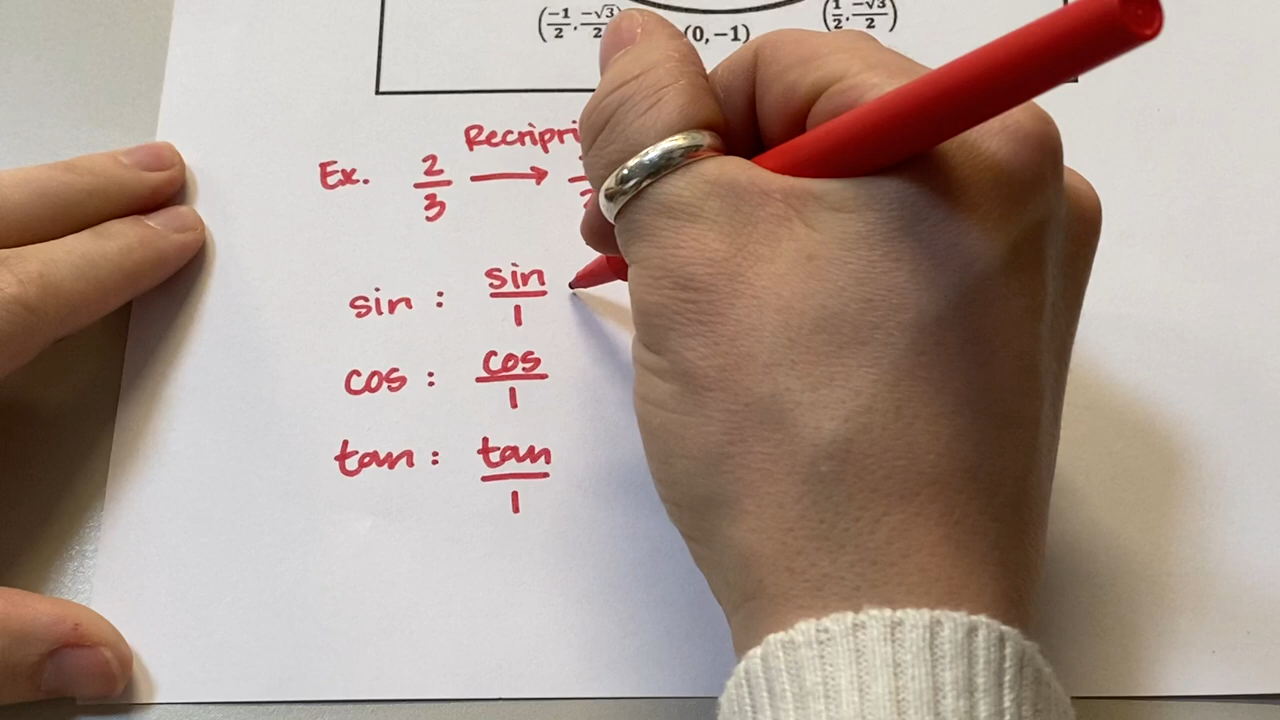 (-1/2, -√3/2) (0, -1) (1/2, -√3/2)
Recripri
Ex. 2/3 →
sin : sin/1
cos : cos/1
tan : tan/1